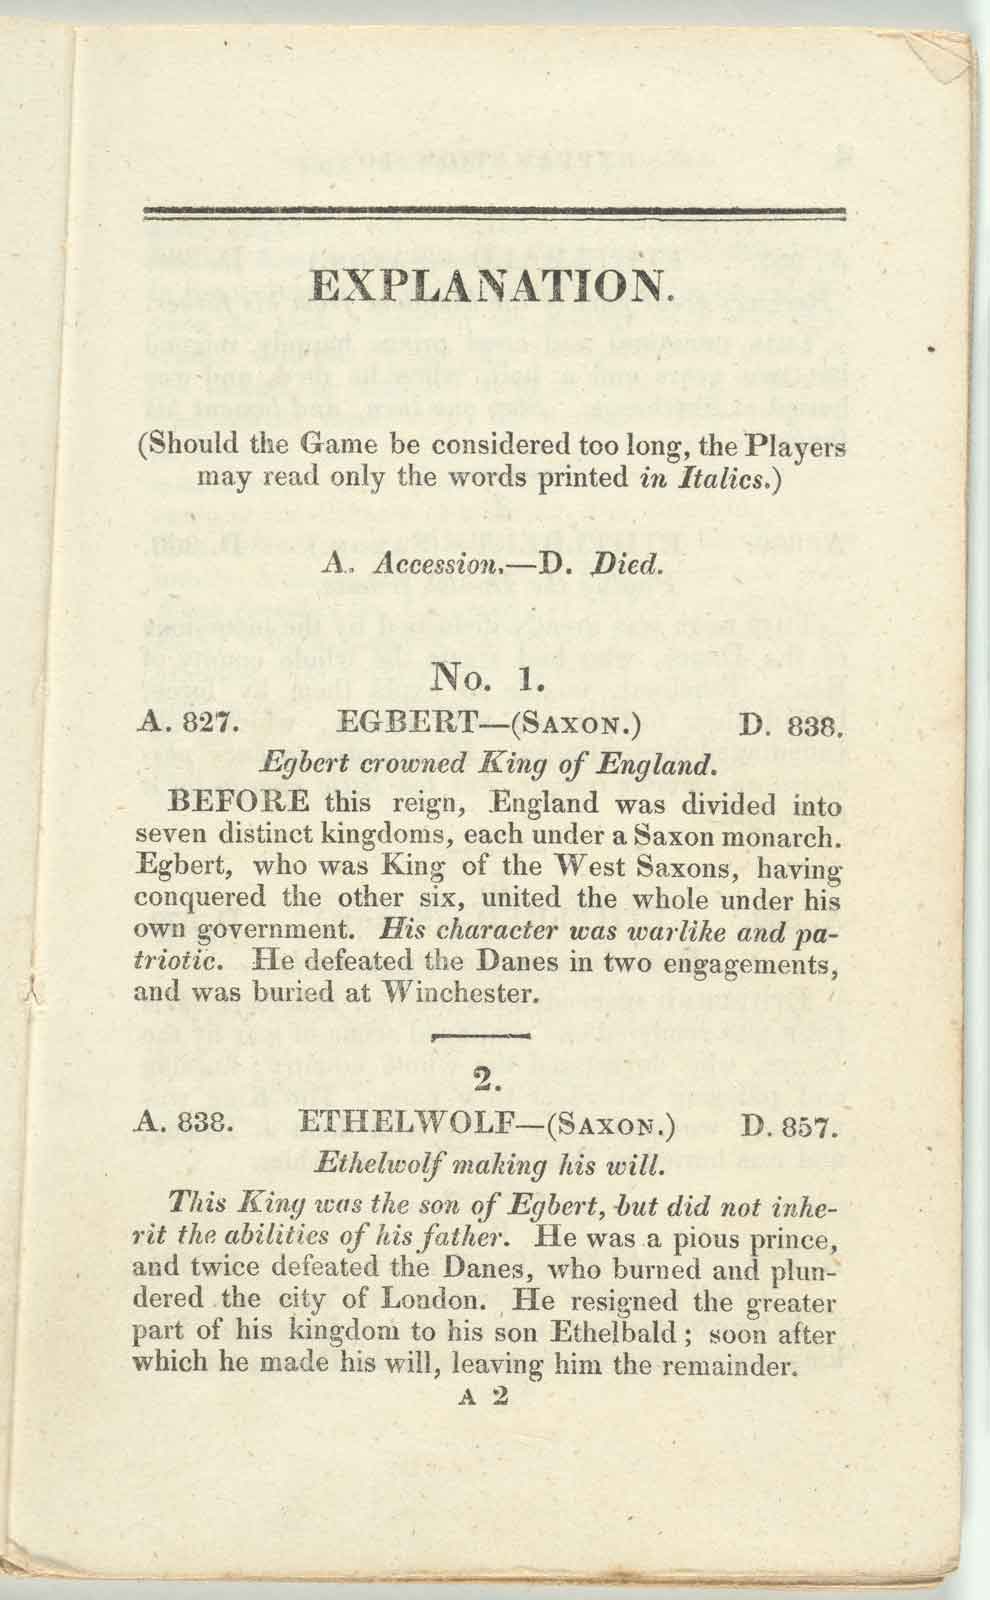 EXPLANATION.
(Should the Game be considered too long, the Players
may read only the words printed in Italics.)
A. Accession.—D. Died.
No. 1.
A. 827. EGBERT—(SAXON.) D. 838.
Egbert crowned King of England.
BEFORE this reign, England was divided into
seven distinct kingdoms, each under a Saxon monarch.
Egbert, who was King of the West Saxons, having
conquered the other six, united the whole under his
own government. His character was warlike and pa-
triotic. He defeated the Danes in two engagements,
and was buried at Winchester.
2.
A. 838. ETHELWOLF—(SAXON.) D. 857.
Ethelwolf making his will.
This King was the son of Egbert, but did not inhe-
rit the abilities of his father. He was a pious prince,
and twice defeated the Danes, who burned and plun-
dered the city of London. He resigned the greater
part of his kingdom to his son Ethelbald; soon after
which he made his will, leaving him the remainder.
A 2